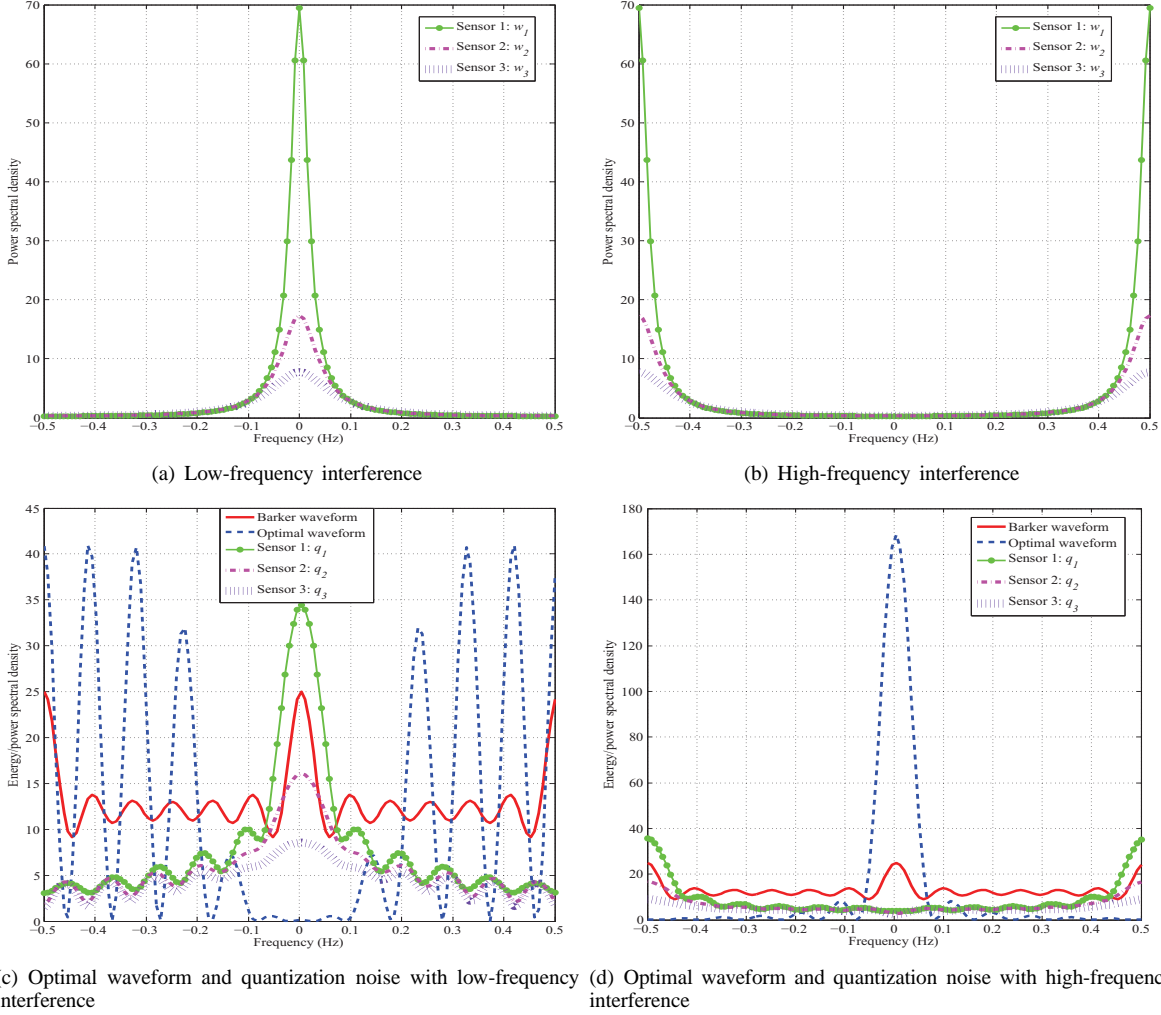 70
60
50
40
30
20
10
0
Power spectral density
Sensor 1: w1
Sensor 2: w2
Sensor 3: w3
−0.5 −0.4 −0.3 −0.2 −0.1 0 0.1 0.2 0.3 0.4 0.5
Frequency (Hz)
(a) Low-frequency interference
70
60
50
40
30
20
10
0
Power spectral density
Sensor 1: w1
Sensor 2: w2
Sensor 3: w3
−0.5 −0.4 −0.3 −0.2 −0.1 0 0.1 0.2 0.3 0.4 0.5
Frequency (Hz)
(b) High-frequency interference
45
40
35
30
25
20
15
10
5
0
Energy/power spectral density
Barker waveform
Optimal waveform
Sensor 1: q1
Sensor 2: q2
Sensor 3: q3
−0.5 −0.4 −0.3 −0.2 −0.1 0 0.1 0.2 0.3 0.4 0.5
Frequency (Hz)
(c) Optimal waveform and quantization noise with low-frequency
interference
180
160
140
120
100
80
60
40
20
0
Energy/power spectral density
Barker waveform
Optimal waveform
Sensor 1: q1
Sensor 2: q2
Sensor 3: q3
−0.5 −0.4 −0.3 −0.2 −0.1 0 0.1 0.2 0.3 0.4 0.5
Frequency (Hz)
(d) Optimal waveform and quantization noise with high-frequenc
interference